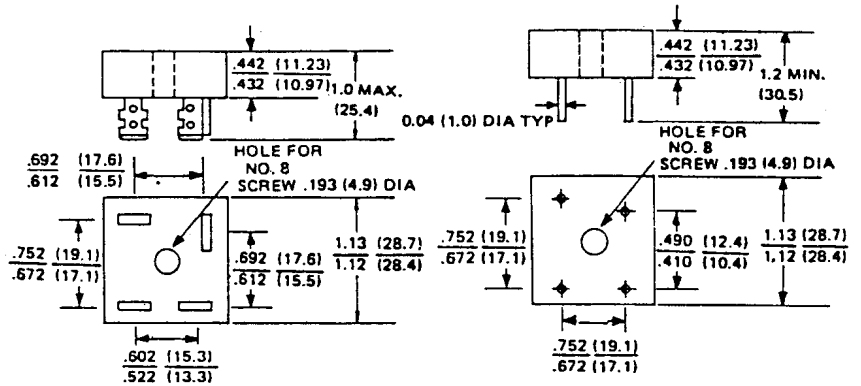 .442 (11.23)
.432 (10.97)
1.0 MAX.
(25.4)
.692 (17.6)
.612 (15.5)
HOLE FOR
NO. 8
SCREW .193 (4.9) DIA
.752 (19.1)
.672 (17.1)
.692 (17.6)
.612 (15.5)
1.13 (28.7)
1.12 (28.4)
.602 (15.3)
.522 (13.3)
.442 (11.23)
.432 (10.97)
1.2 MIN.
(30.5)
0.04 (1.0) DIA TYP
HOLE FOR
NO. 8
SCREW .193 (4.9) DIA
.752 (19.1)
.672 (17.1)
.490 (12.4)
.410 (10.4)
1.13 (28.7)
1.12 (28.4)
.752 (19.1)
.672 (17.1)